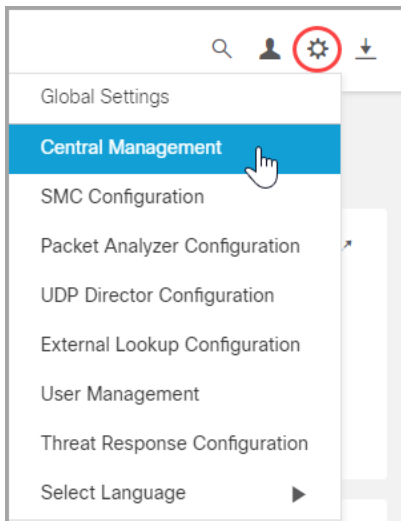 Global Settings
Central Management
SMC Configuration
Packet Analyzer Configuration
UDP Director Configuration
External Lookup Configuration
User Management
Threat Response Configuration
Select Language